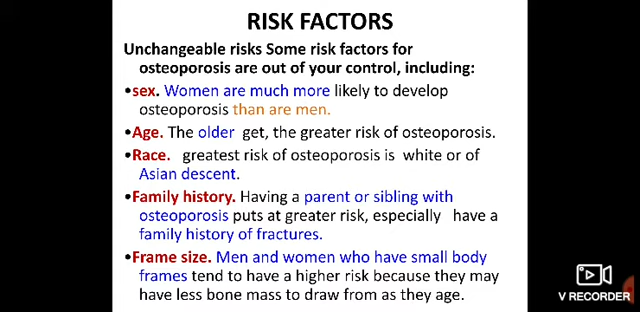 RISK FACTORS
Unchangeable risks Some risk factors for
osteoporosis are out of your control, including:
•sex. Women are much more likely to develop
osteoporosis than are men.
•Age. The older get, the greater risk of osteoporosis.
•Race. greatest risk of osteoporosis is white or of
Asian descent.
•Family history. Having a parent or sibling with
osteoporosis puts at greater risk, especially have a
family history of fractures.
•Frame size. Men and women who have small body
frames tend to have a higher risk because they may
have less bone mass to draw from as they age.
V RECORDER